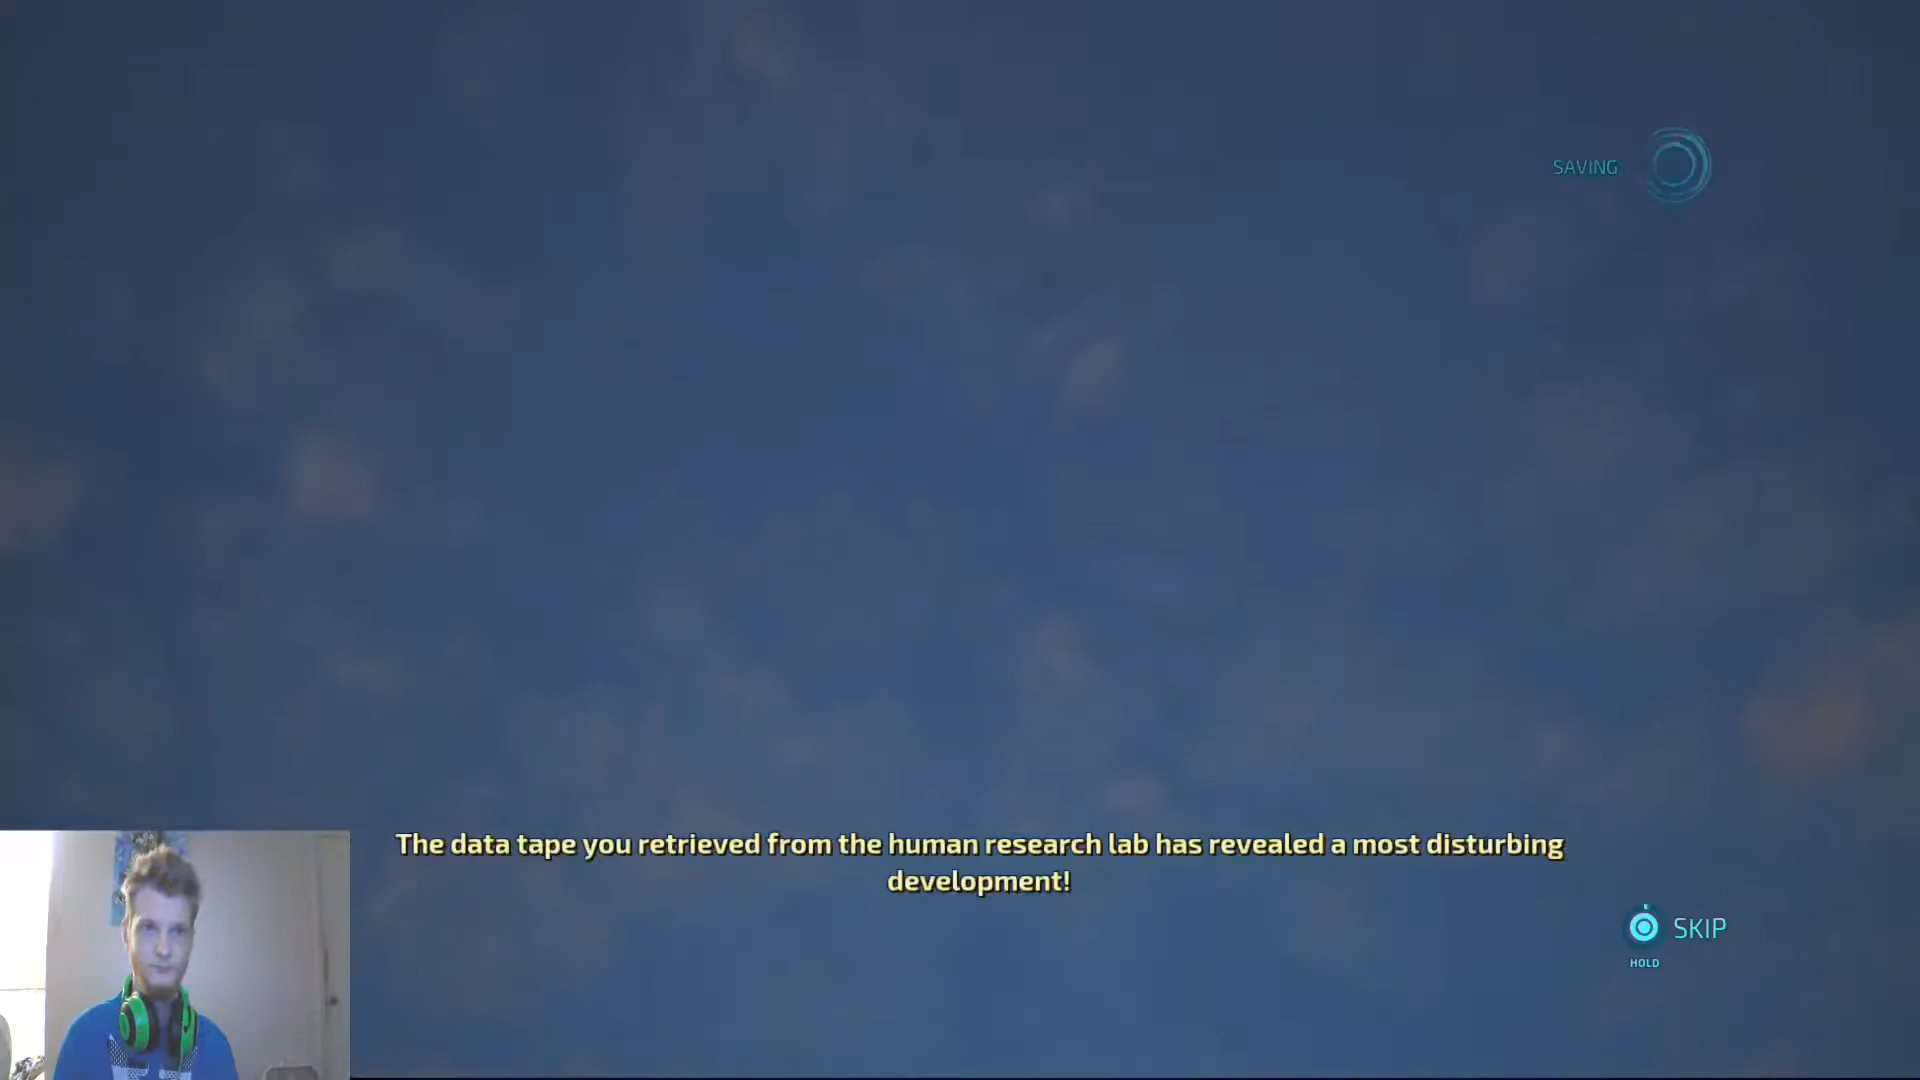 SAVING
The data tape you retrieved from the human research lab has revealed a most disturbing
development!
SKIP
HOLD